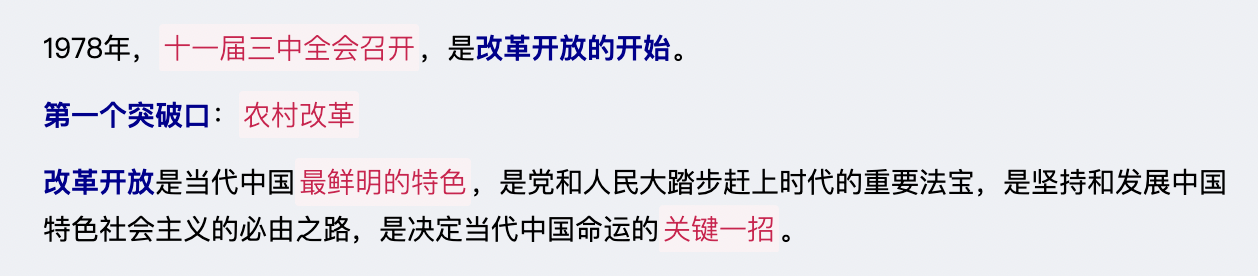 1978年，十一届三中全会召开，是改革开放的开始。
第一个突破口：农村改革
改革开放是当代中国最鲜明的特色，是党和人民大踏步赶上时代的重要法宝，是坚持和发展中国
特色社会主义的必由之路，是决定当代中国命运的关键一招。